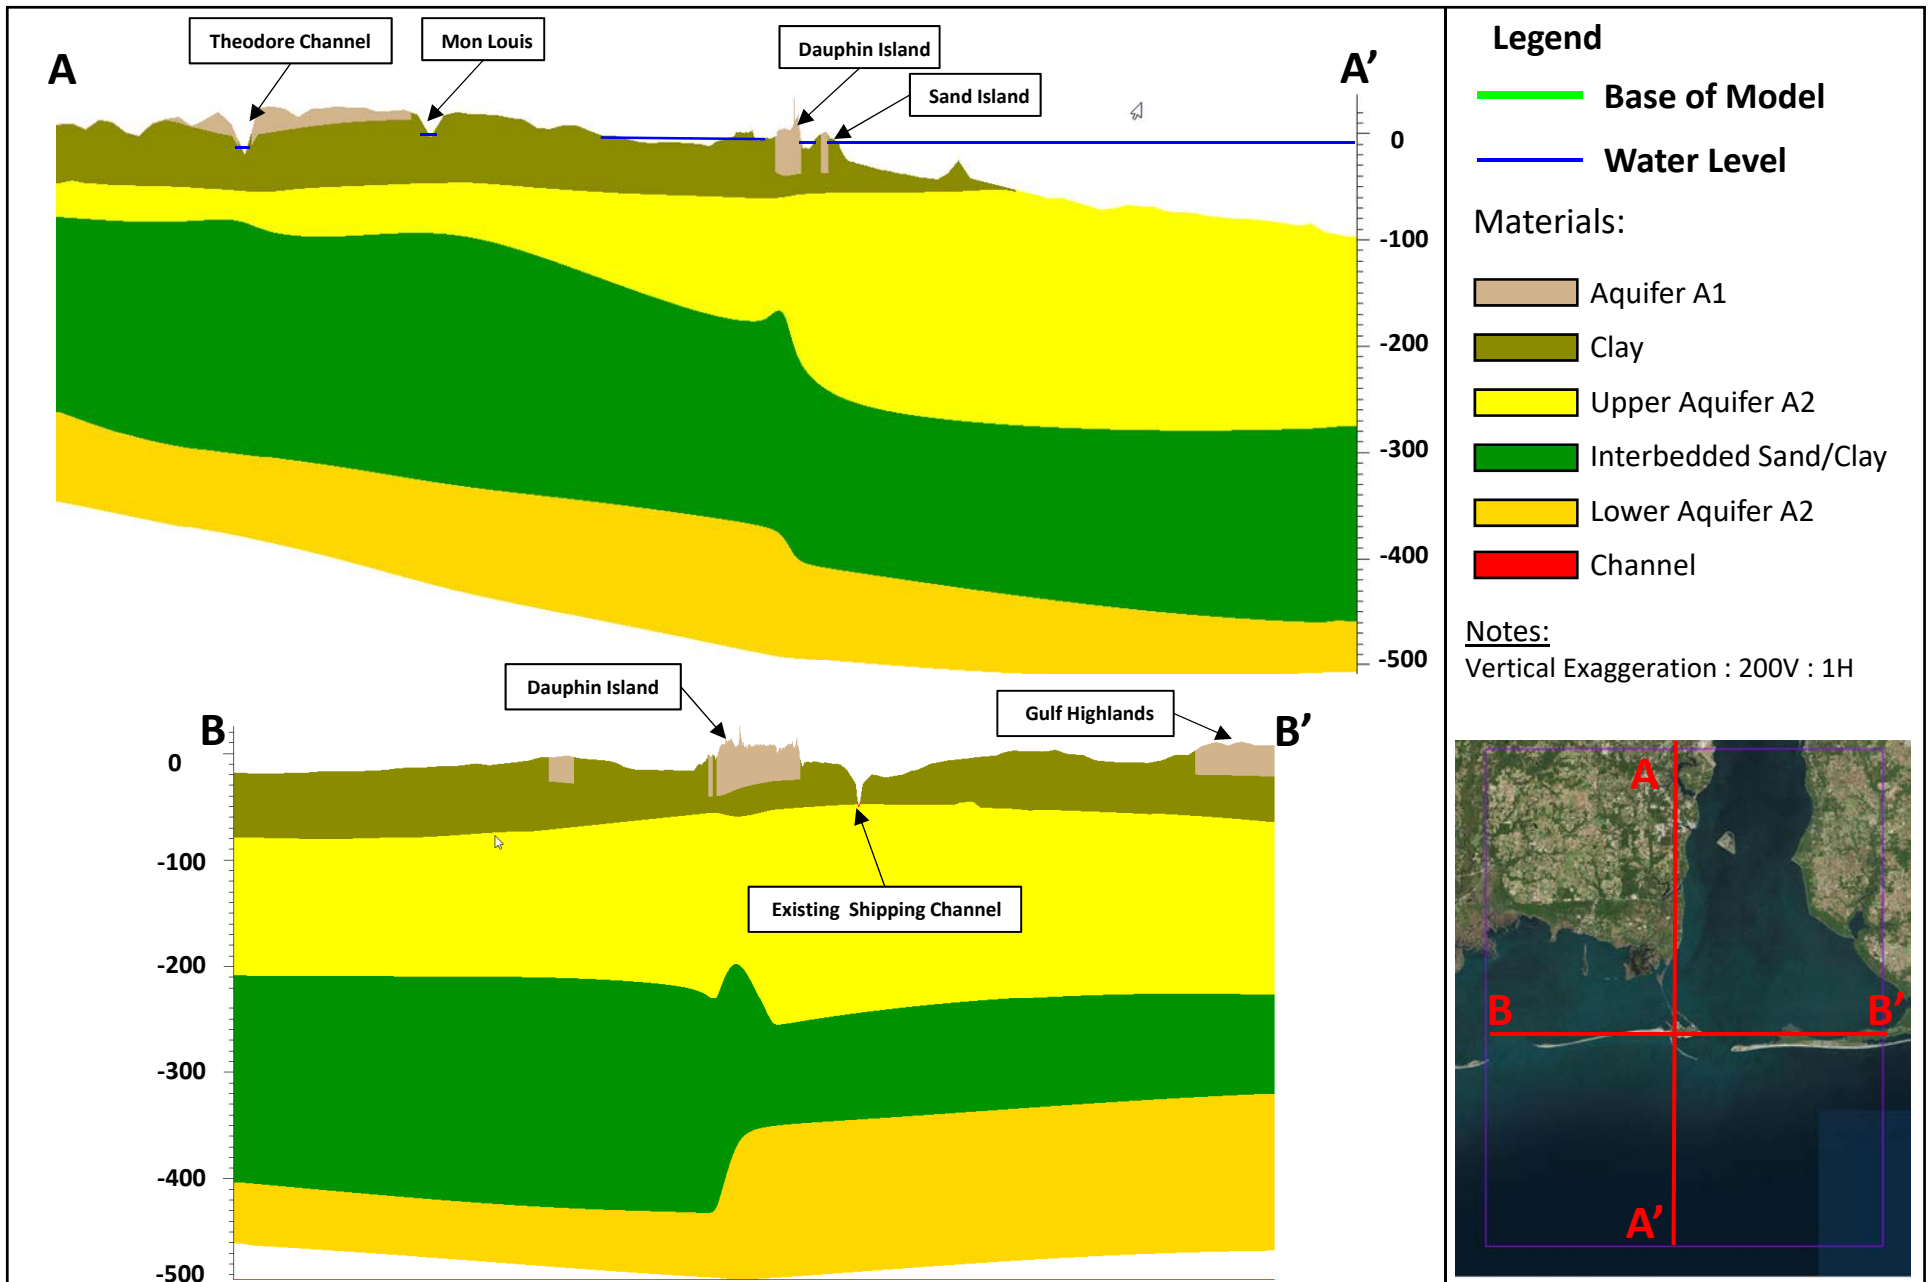 Theodore Channel
Mon Louis
Dauphin Island
Sand Island
A
A’
0
-100
-200
-300
-400
-500
Dauphin Island
Gulf Highlands
B
B’
0
-100
-200
-300
-400
-500
Existing Shipping Channel
Legend
Base of Model
Water Level
Materials:
Aquifer A1
Clay
Upper Aquifer A2
Interbedded Sand/Clay
Lower Aquifer A2
Channel
Notes:
Vertical Exaggeration : 200V : 1H
A
B
B’
A’